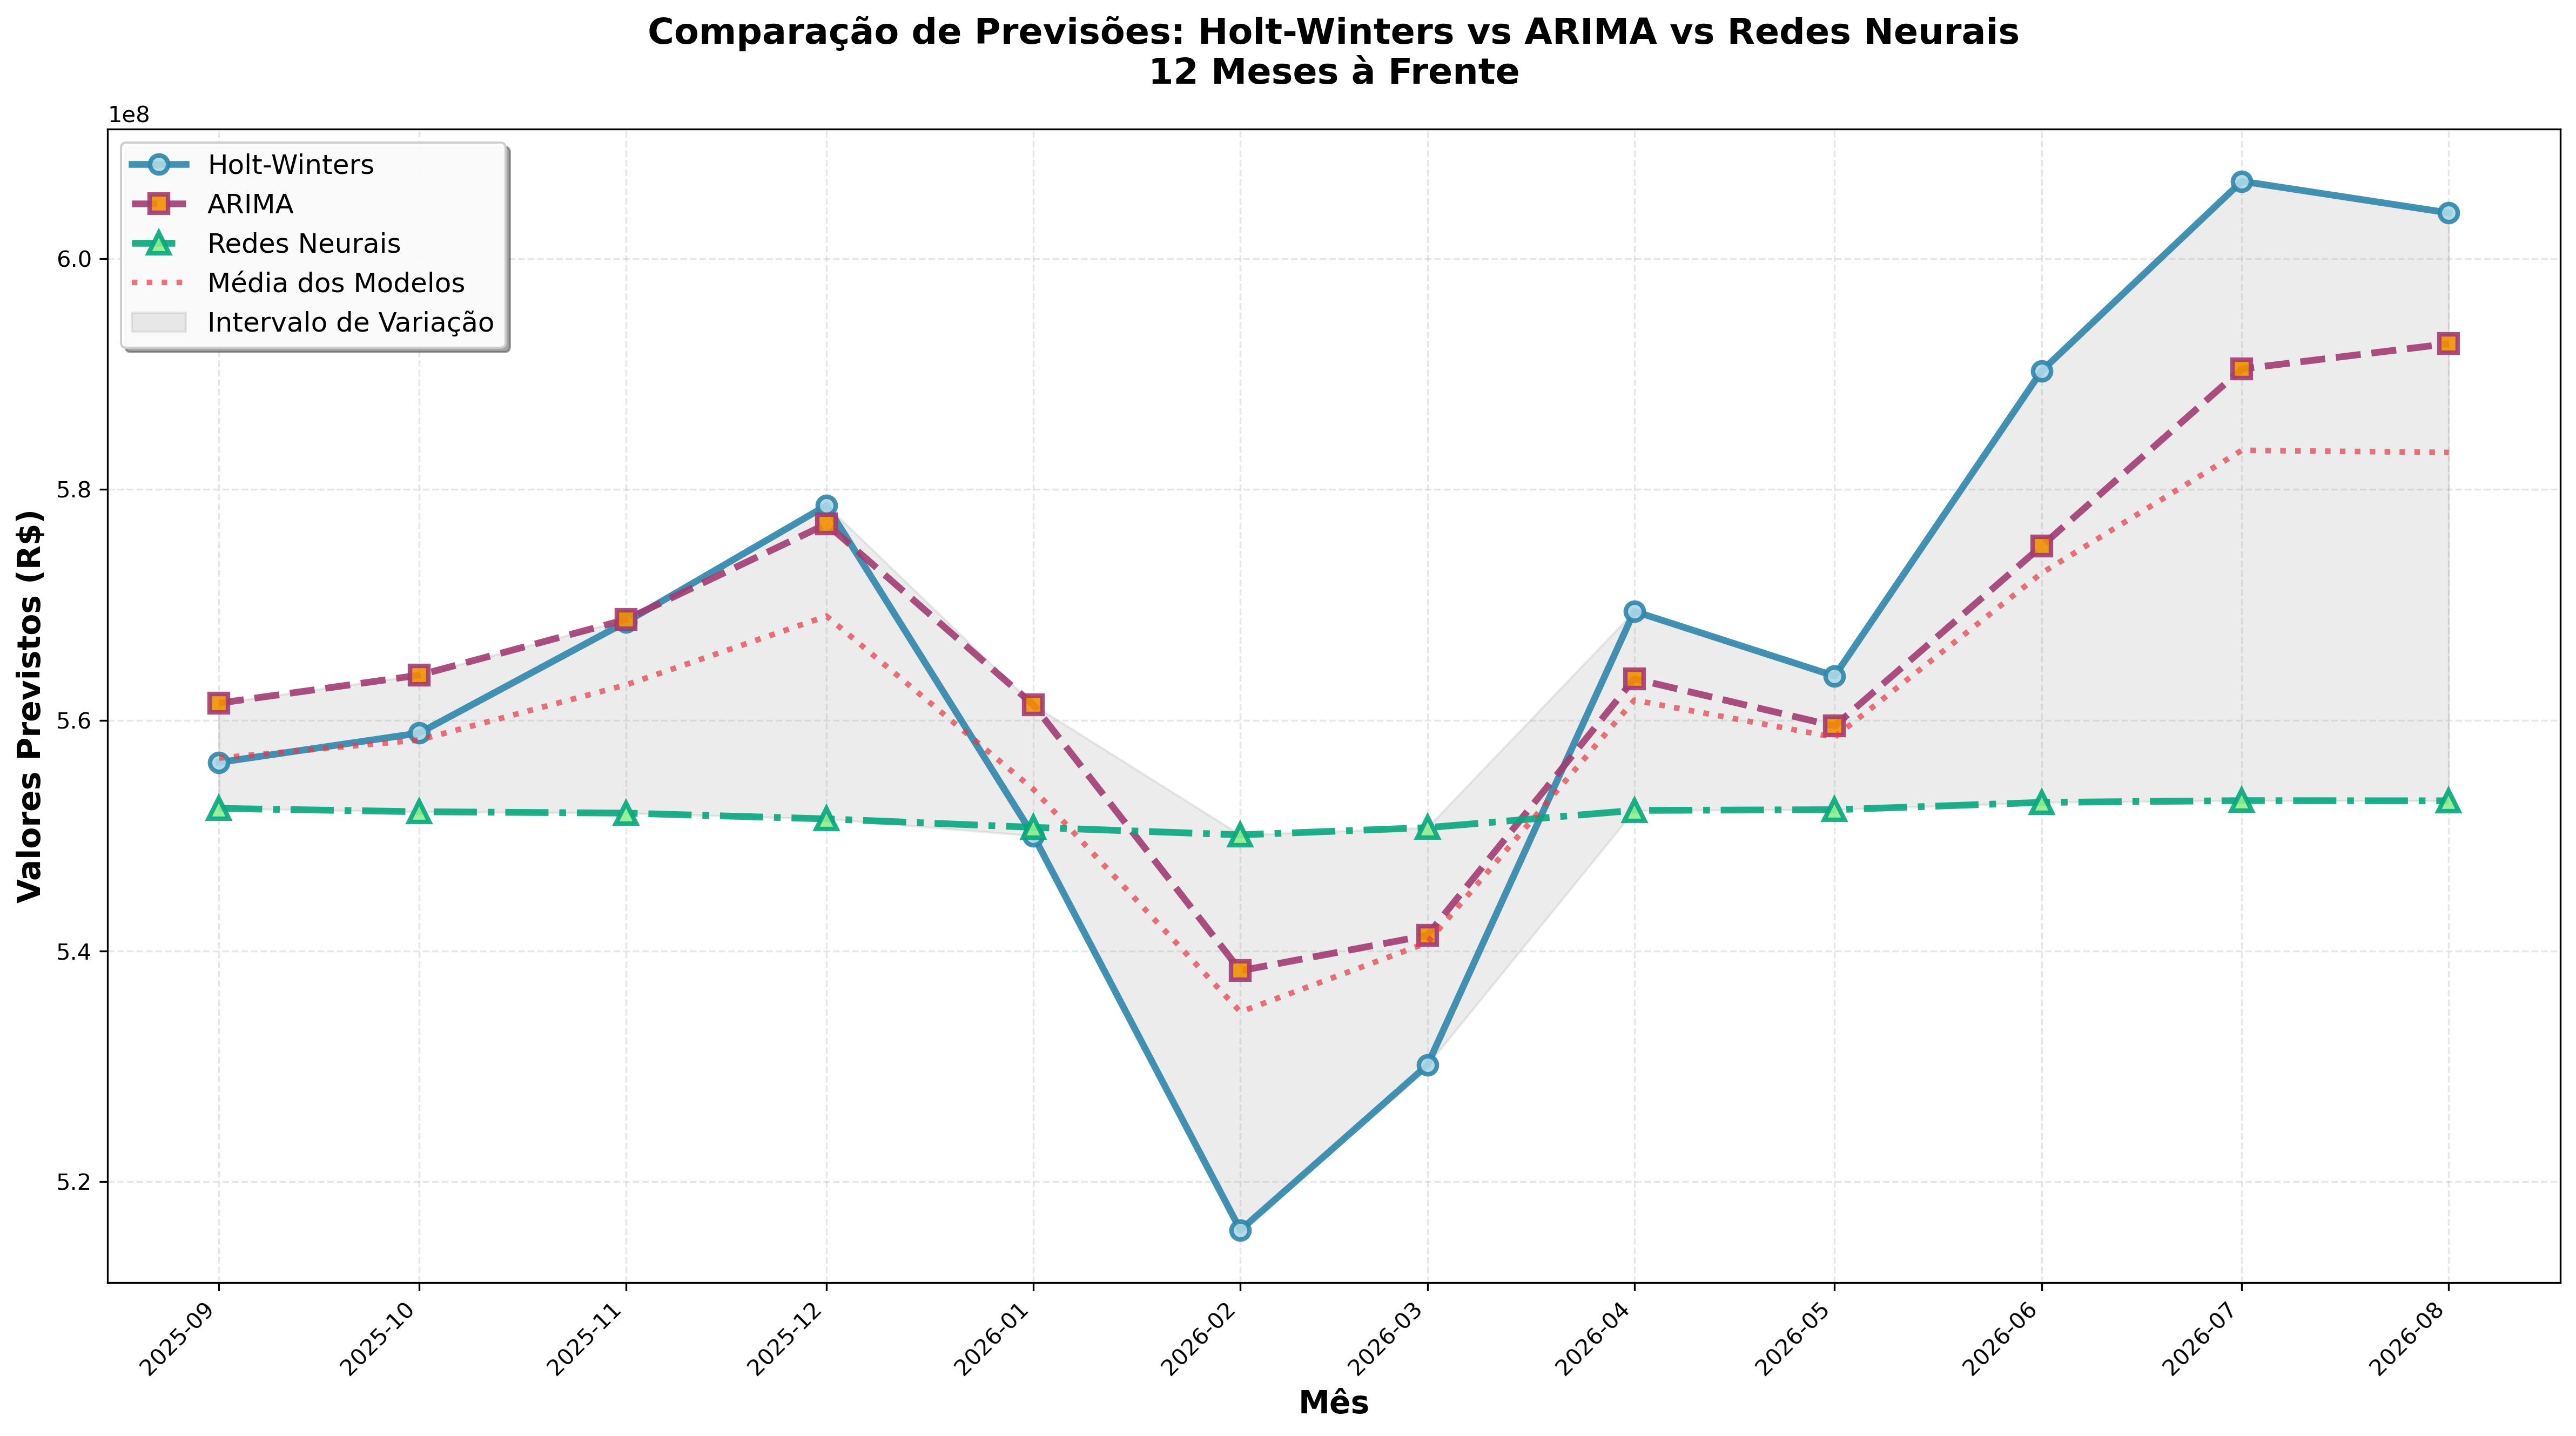 Comparação de Previsões: Holt-Winters vs ARIMA vs Redes Neurais
12 Meses à Frente
1e8
Holt-Winters
ARIMA
Redes Neurais
Média dos Modelos
Intervalo de Variação
6.0
5.8
5.6
5.4
5.2
Valores Previstos (R$)
2025-09
2025-10
2025-11
2025-12
2026-01
2026-02
2026-03
2026-04
2026-05
2026-06
2026-07
2026-08
Mês